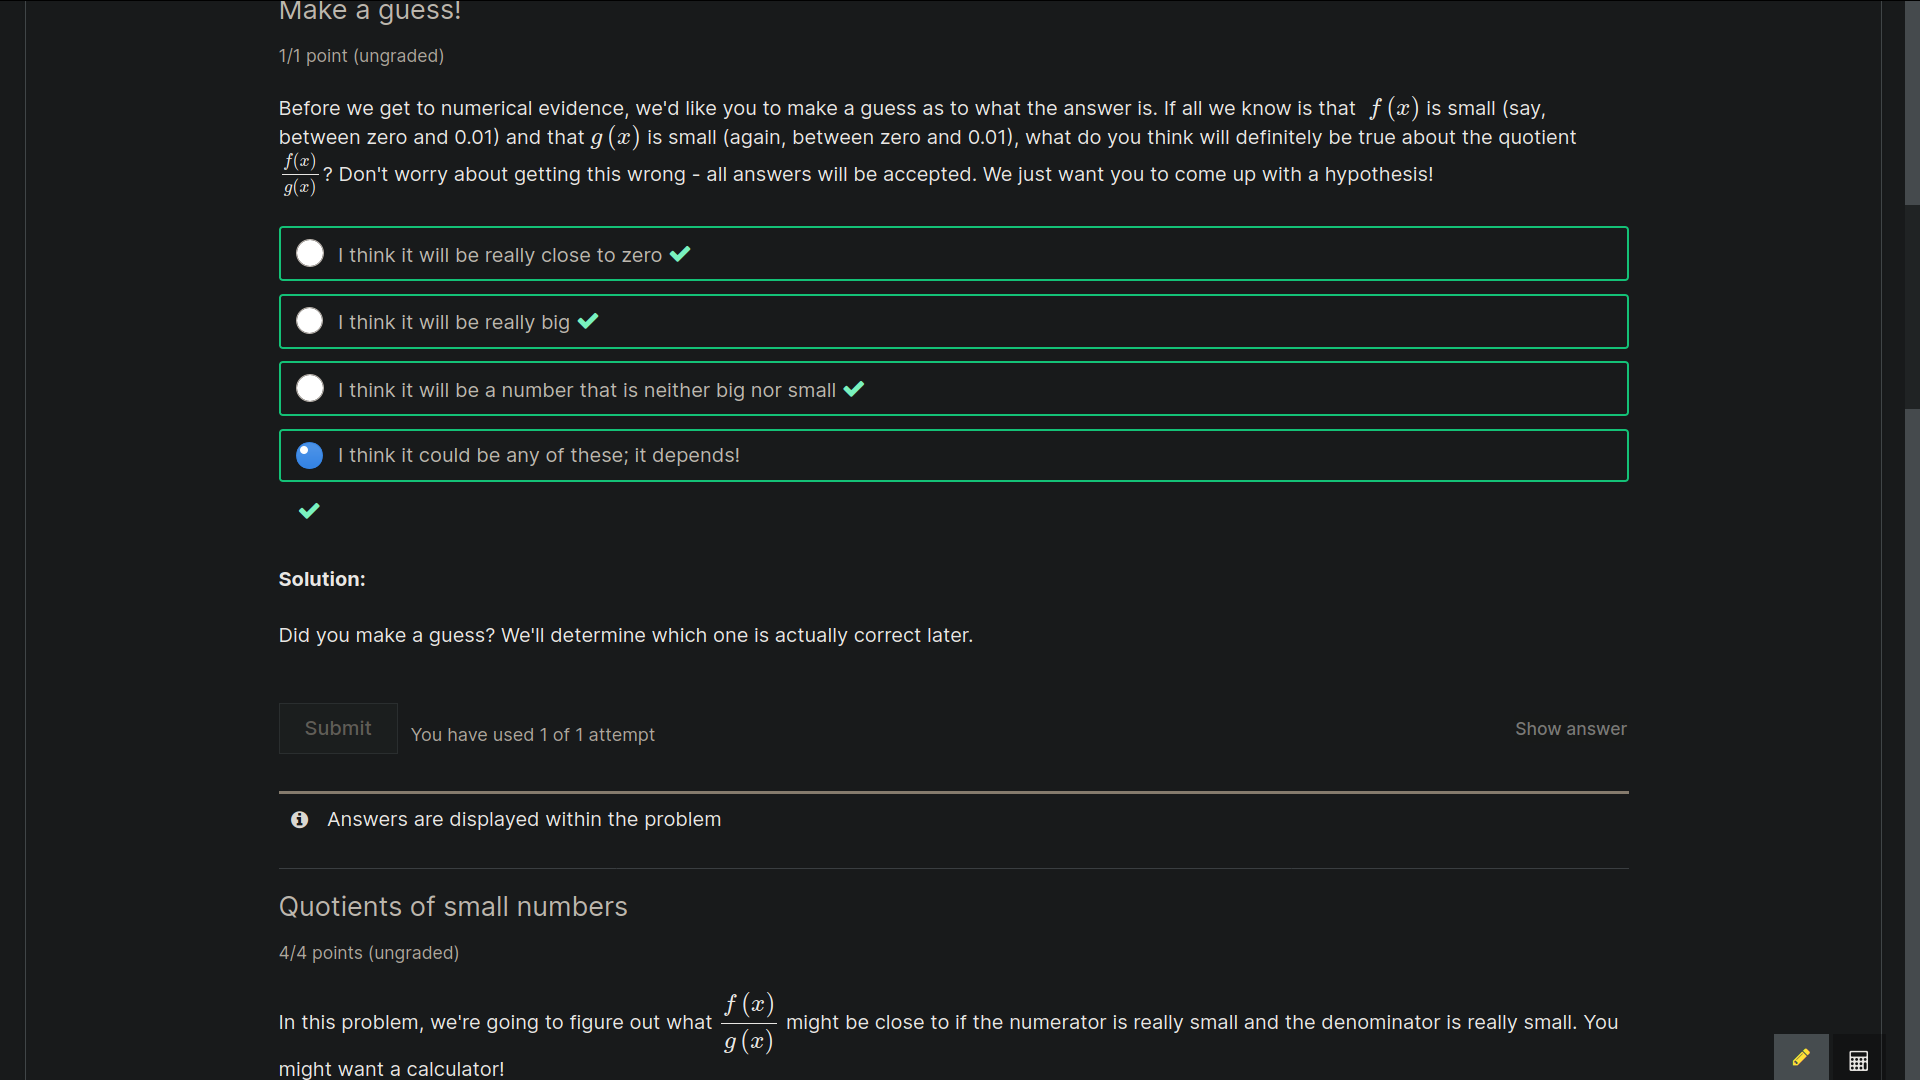 Make a guess!
1/1 point (ungraded)
Before we get to numerical evidence, we'd like you to make a guess as to what the answer is. If all we know is that f (x) is small (say,
between zero and 0.01) and that g (x) is small (again, between zero and 0.01), what do you think will definitely be true about the quotient
f(x)/g(x)? Don't worry about getting this wrong - all answers will be accepted. We just want you to come up with a hypothesis!
I think it will be really close to zero ✔
I think it will be really big ✔
I think it will be a number that is neither big nor small ✔
I think it could be any of these; it depends!
✔
Solution:
Did you make a guess? We'll determine which one is actually correct later.
Submit
You have used 1 of 1 attempt
Show answer
Answers are displayed within the problem
Quotients of small numbers
4/4 points (ungraded)
In this problem, we're going to figure out what f (x)/g (x) might be close to if the numerator is really small and the denominator is really small. You
might want a calculator!